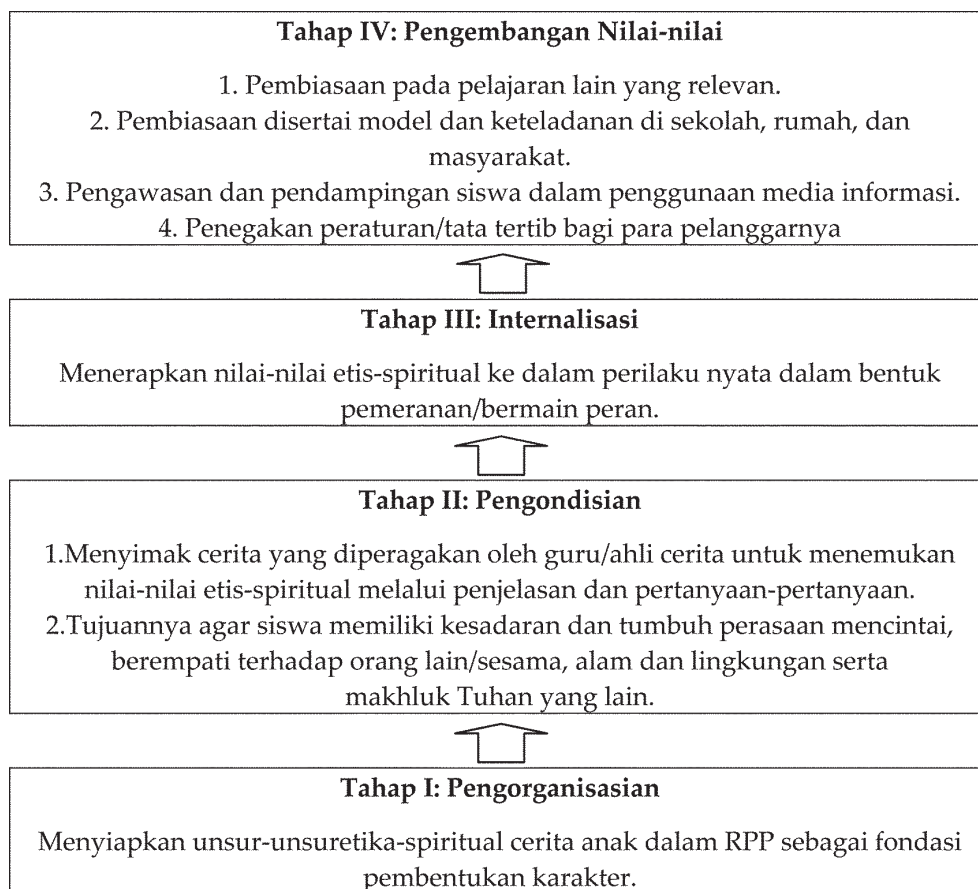 Tahap IV: Pengembangan Nilai-nilai
1. Pembiasaan pada pelajaran lain yang relevan.
2. Pembiasaan disertai model dan keteladanan di sekolah, rumah, dan
masyarakat.
3. Pengawasan dan pendampingan siswa dalam penggunaan media informasi.
4. Penegakan peraturan/tata tertib bagi para pelanggarnya
Tahap III: Internalisasi
Menerapkan nilai-nilai etis-spiritual ke dalam perilaku nyata dalam bentuk
pemeranan/bermain peran.
Tahap II: Pengondisian
1.Menyimak cerita yang diperagakan oleh guru/ahli cerita untuk menemukan
nilai-nilai etis-spiritual melalui penjelasan dan pertanyaan-pertanyaan.
2.Tujuannya agar siswa memiliki kesadaran dan tumbuh perasaan mencintai,
berempati terhadap orang lain/sesama, alam dan lingkungan serta
makhluk Tuhan yang lain.
Tahap I: Pengorganisasian
Menyiapkan unsur-unsuretika-spiritual cerita anak dalam RPP sebagai fondasi
pembentukan karakter.